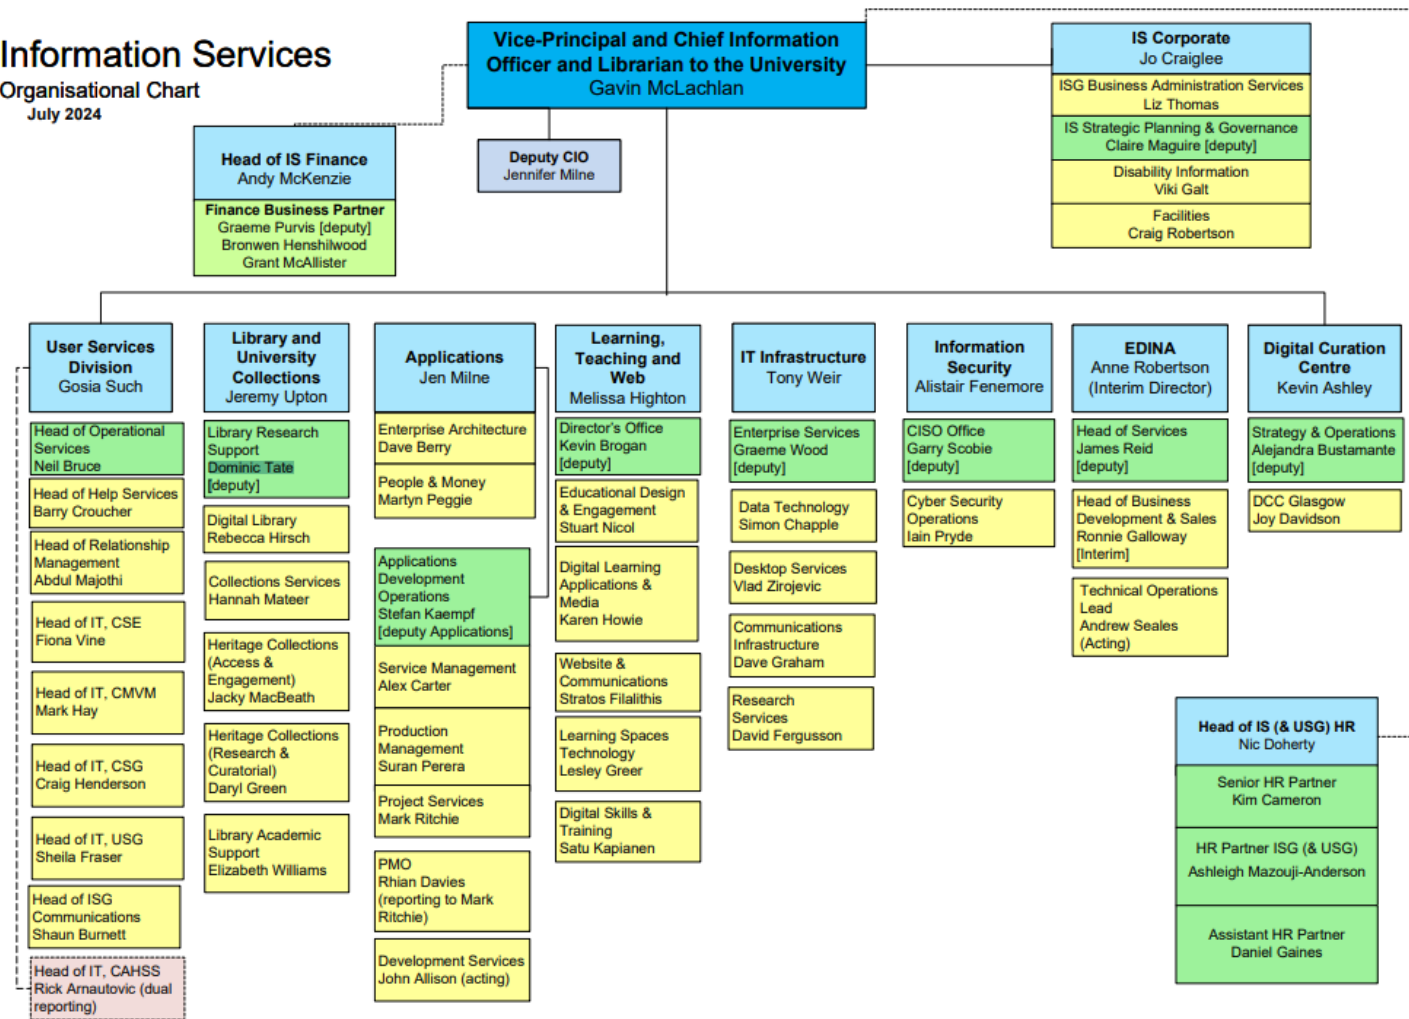 Information Services
Organisational Chart
July 2024
Vice-Principal and Chief Information
Officer and Librarian to the University
Gavin McLachlan
IS Corporate
Jo Craiglee
ISG Business Administration Services
Liz Thomas
IS Strategic Planning & Governance
Claire Maguire [deputy]
Disability Information
Viki Galt
Facilities
Craig Robertson
Head of IS Finance
Andy McKenzie
Finance Business Partner
Graeme Purvis [deputy]
Bronwen Henshilwood
Grant McAllister
Deputy CIO
Jennifer Milne
User Services
Division
Gosia Such
Head of Operational
Services
Neil Bruce
Head of Help Services
Barry Croucher
Head of Relationship
Management
Abdul Majothi
Head of IT, CSE
Fiona Vine
Head of IT, CMVM
Mark Hay
Head of IT, CSG
Craig Henderson
Head of IT, USG
Sheila Fraser
Head of ISG
Communications
Shaun Burnett
Head of IT, CAHSS
Rick Arnautovic (dual
reporting)
Library and
University
Collections
Jeremy Upton
Library Research
Support
Dominic Tate
[deputy]
Digital Library
Rebecca Hirsch
Collections Services
Hannah Mateer
Heritage Collections
(Access &
Engagement)
Jacky MacBeath
Heritage Collections
(Research &
Curatorial)
Daryl Green
Library Academic
Support
Elizabeth Williams
Applications
Jen Milne
Enterprise Architecture
Dave Berry
People & Money
Martyn Peggie
Applications
Development
Operations
Stefan Kaempf
[deputy Applications]
Service Management
Alex Carter
Production
Management
Suran Perera
Project Services
Mark Ritchie
PMO
Rhian Davies
(reporting to Mark
Ritchie)
Development Services
John Allison (acting)
Learning,
Teaching and
Web
Melissa Highton
Director's Office
Kevin Brogan
[deputy]
Educational Design
& Engagement
Stuart Nicol
Digital Learning
Applications &
Media
Karen Howie
Website &
Communications
Stratos Filalithis
Learning Spaces
Technology
Lesley Greer
Digital Skills &
Training
Satu Kapianen
IT Infrastructure
Tony Weir
Enterprise Services
Graeme Wood
[deputy]
Data Technology
Simon Chapple
Desktop Services
Vlad Zirojevic
Communications
Infrastructure
Dave Graham
Research
Services
David Fergusson
Information
Security
Alistair Fenemore
CISO Office
Garry Scobie
[deputy]
Cyber Security
Operations
Iain Pryde
EDINA
Anne Robertson
(Interim Director)
Head of Services
James Reid
[deputy]
Head of Business
Development & Sales
Ronnie Galloway
[Interim]
Technical Operations
Lead
Andrew Seales
(Acting)
Digital Curation
Centre
Kevin Ashley
Strategy & Operations
Alejandra Bustamante
[deputy]
DCC Glasgow
Joy Davidson
Head of IS (& USG) HR
Nic Doherty
Senior HR Partner
Kim Cameron
HR Partner ISG (& USG)
Ashleigh Mazouji-Anderson
Assistant HR Partner
Daniel Gaines